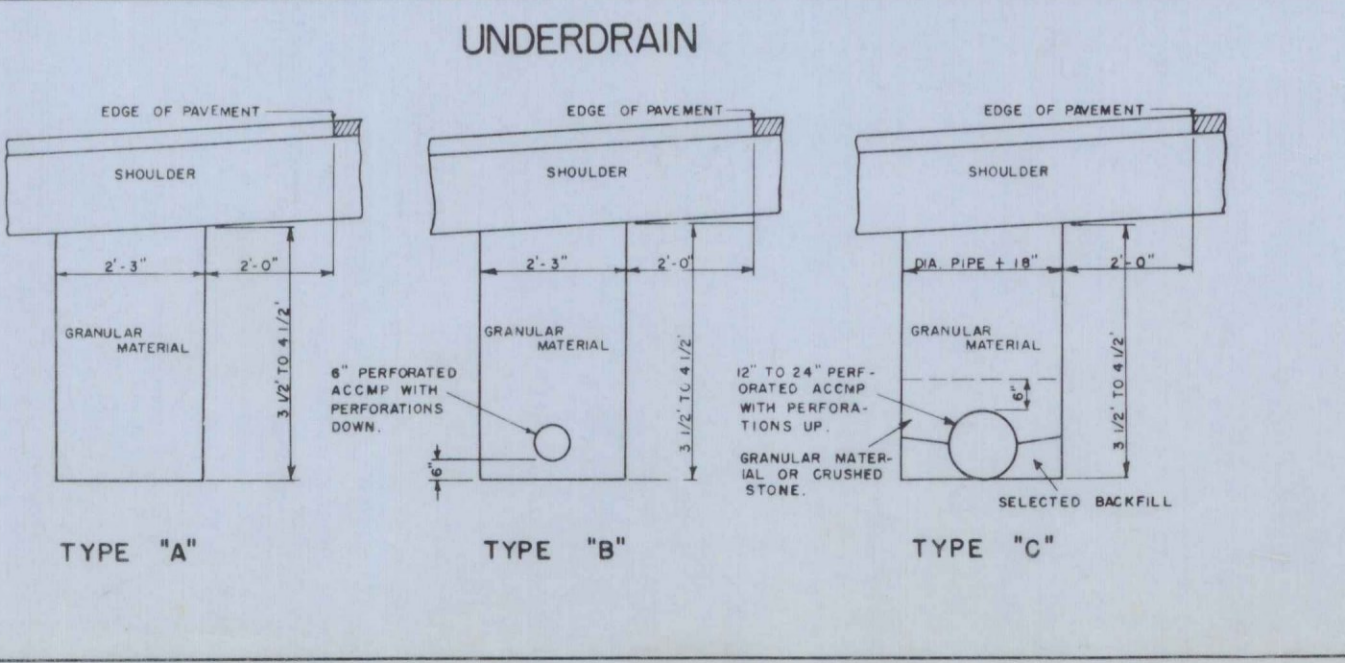 UNDERDRAIN
EDGE OF PAVEMENT
SHOULDER
2'-3"
2'-0"
GRANULAR
MATERIAL
3 1/2' TO 4 1/2'
TYPE "A"
EDGE OF PAVEMENT
SHOULDER
2'-3"
2'-0"
GRANULAR
MATERIAL
6" PERFORATED
ACCMP WITH
PERFORATIONS
DOWN.
6"
3 1/2' TO 4 1/2'
TYPE "B"
EDGE OF PAVEMENT
SHOULDER
DIA. PIPE + 18"
2'-0"
GRANULAR
MATERIAL
12" TO 24" PERF-
ORATED ACCMP
WITH PERFORA-
TIONS UP.
6"
3 1/2' TO 4 1/2'
GRANULAR MATER-
IAL OR CRUSHED
STONE.
SELECTED BACKFILL
TYPE "C"